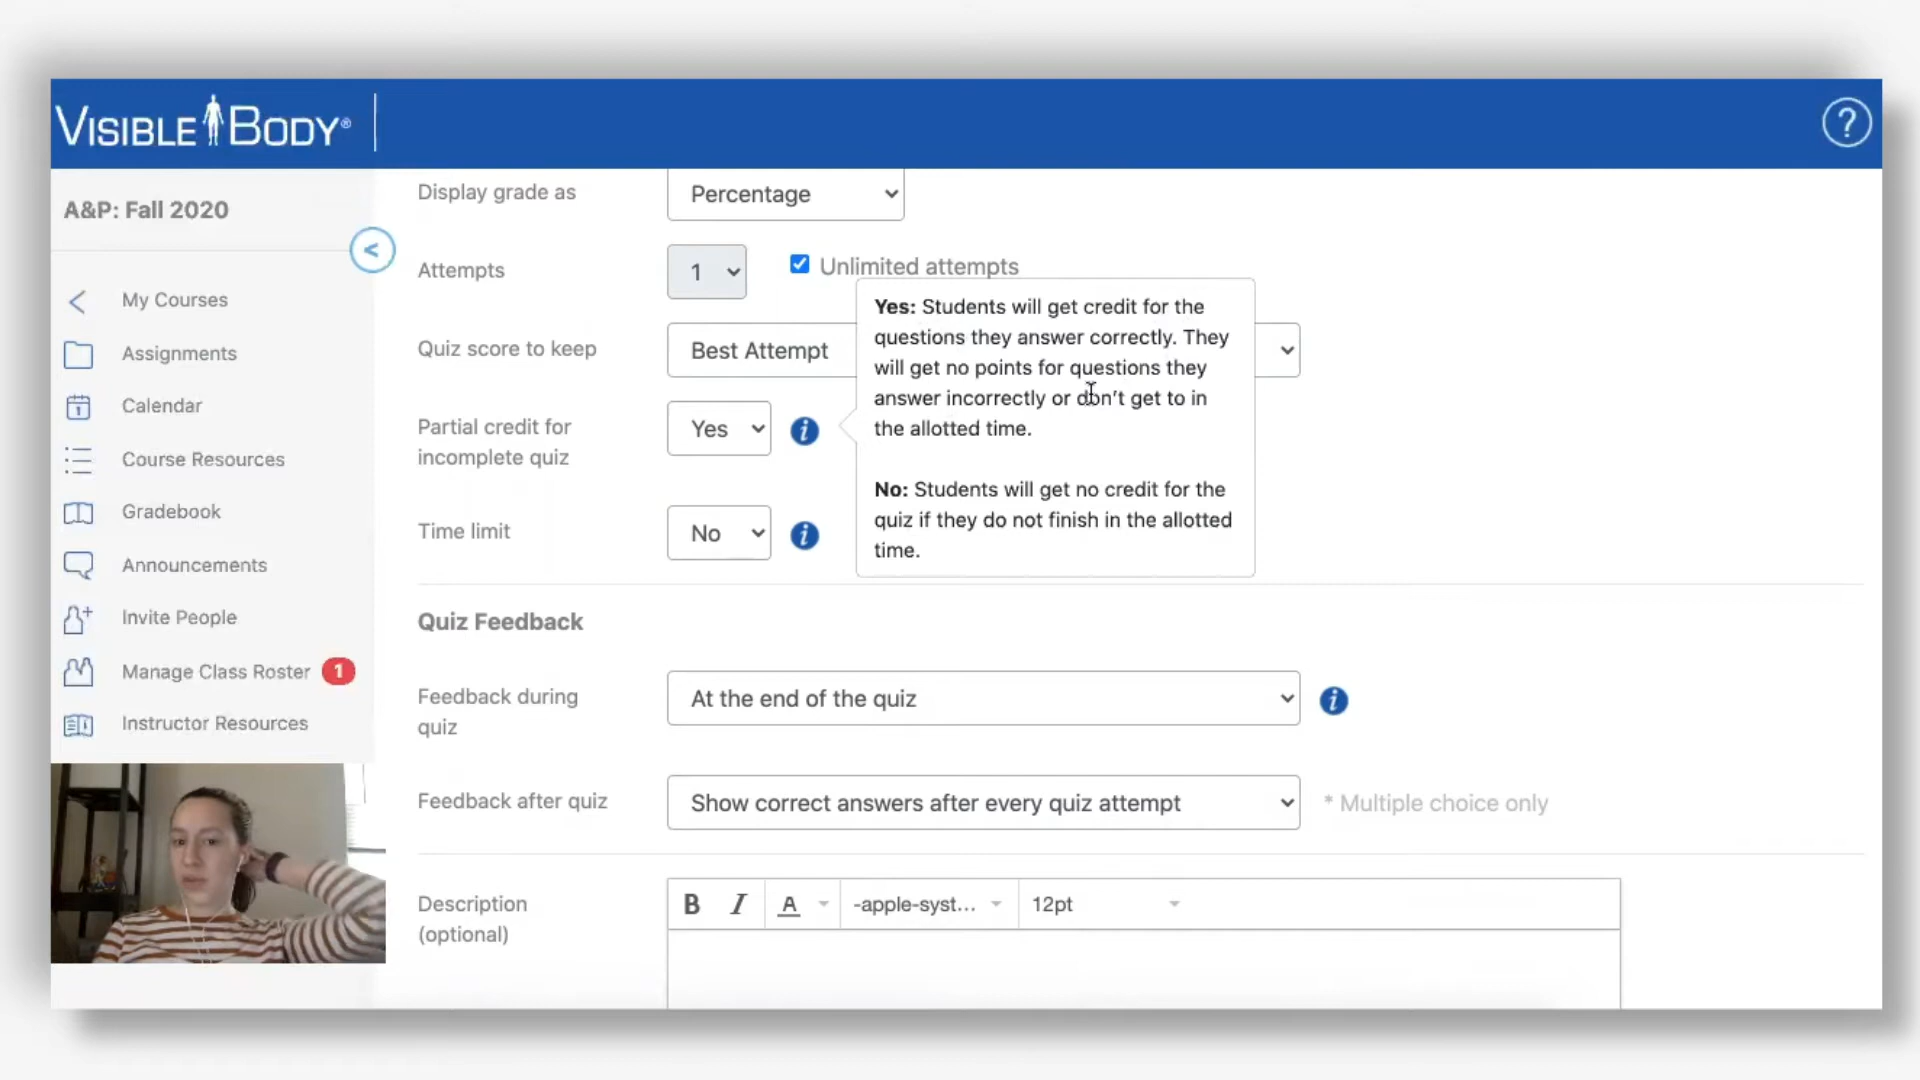 VISIBLE BODY®
?
A&P: Fall 2020
<
My Courses
Assignments
Calendar
Course Resources
Gradebook
Announcements
Invite People
Manage Class Roster 1
Instructor Resources
Display grade as
Percentage
Attempts
1
Unlimited attempts
Quiz score to keep
Best Attempt
Partial credit for
incomplete quiz
Yes
i
Yes: Students will get credit for the
questions they answer correctly. They
will get no points for questions they
answer incorrectly or don't get to in
the allotted time.
No: Students will get no credit for the
quiz if they do not finish in the allotted
time.
Time limit
No
i
Quiz Feedback
Feedback during
quiz
At the end of the quiz
i
Feedback after quiz
Show correct answers after every quiz attempt
* Multiple choice only
Description
(optional)
B I A -apple-syst... 12pt